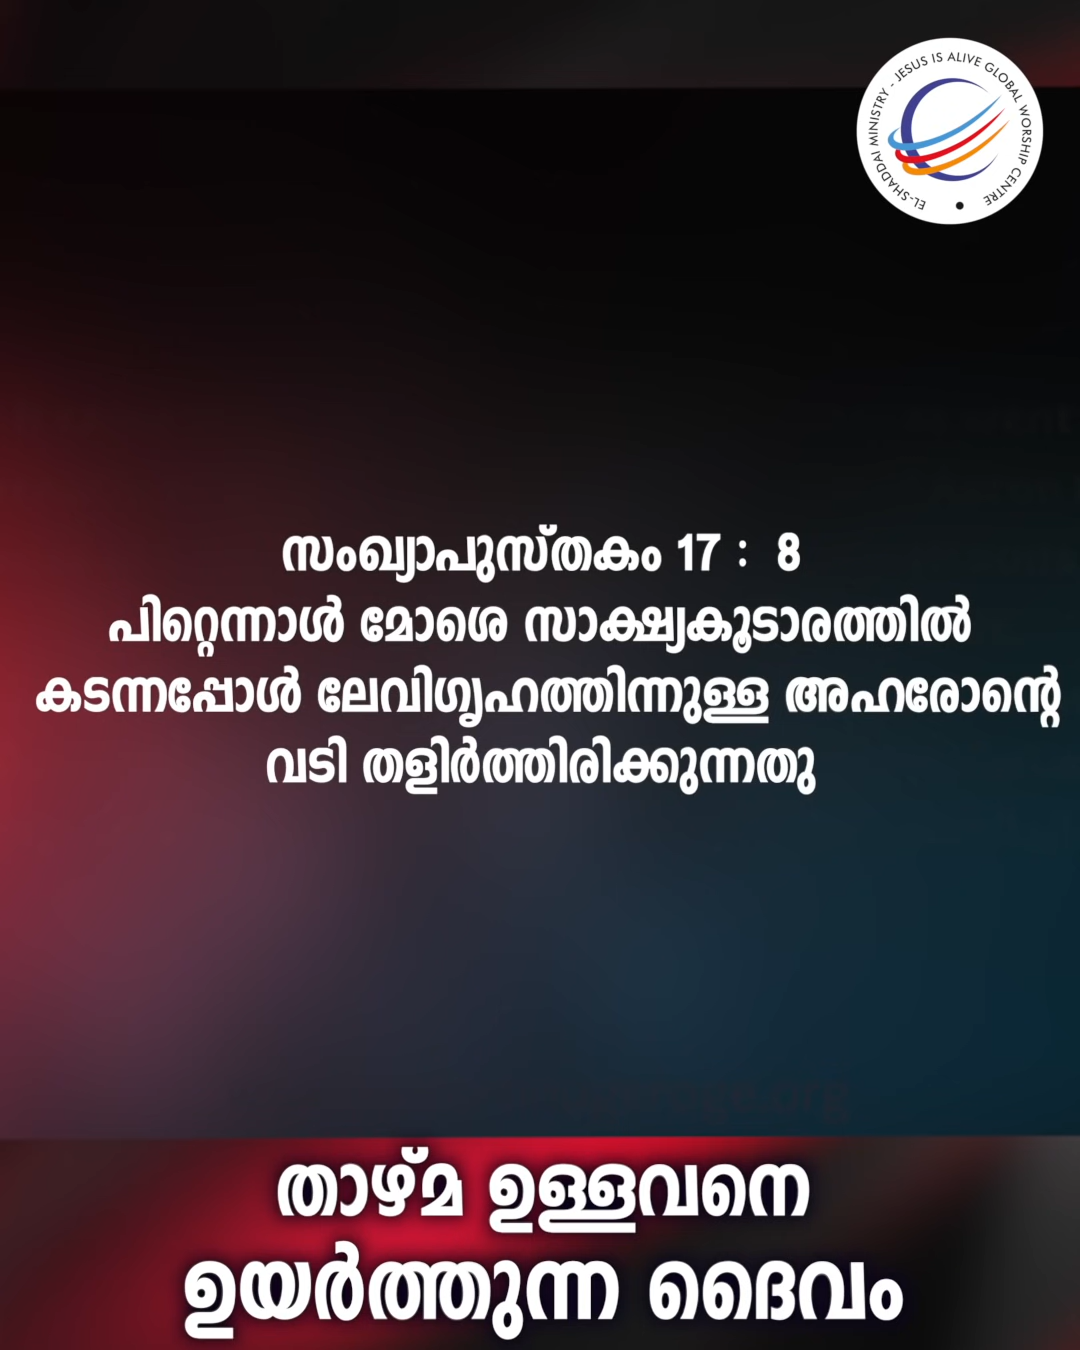 EL-SHADDAI MINISTRY - JESUS IS ALIVE GLOBAL WORSHIP CENTRE
സംഖ്യാപുസ്തകം 17 : 8
പിറ്റെന്നാൾ മോശെ സാക്ഷ്യകൂടാരത്തിൽ
കടന്നപ്പോൾ ലേവിഗൃഹത്തിന്നുള്ള അഹരോന്റെ
വടി തളിർത്തിരിക്കുന്നതു
താഴ്മ ഉള്ളവനെ
ഉയർത്തുന്ന ദൈവം